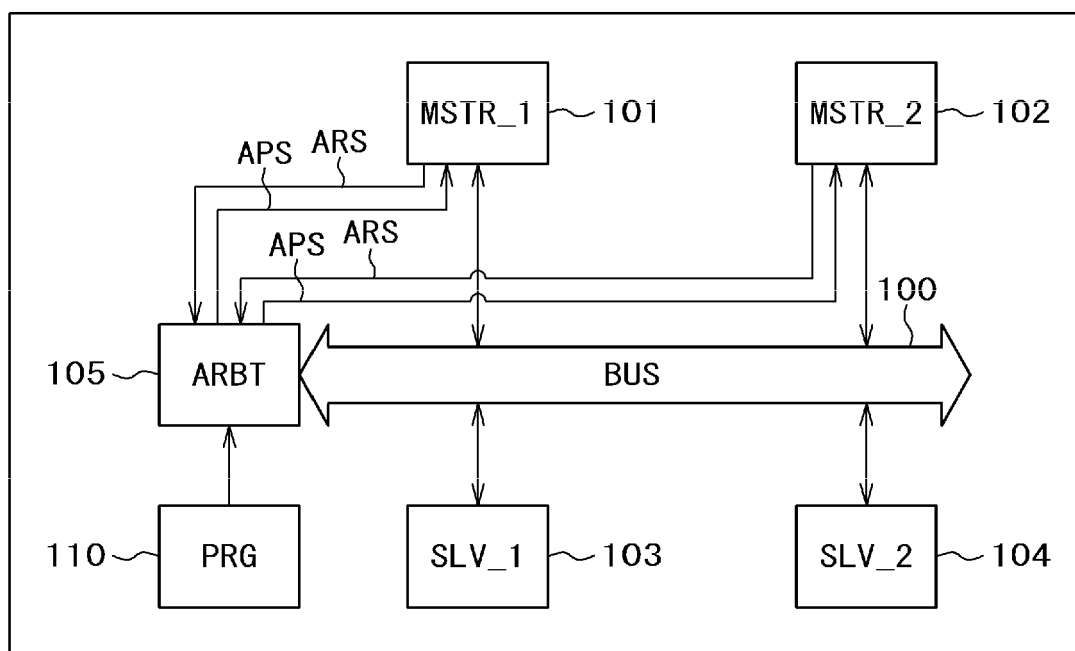 MSTR_1 101
MSTR_2 102
APS ARS
APS ARS
100
105 ARBT BUS
110 PRG
SLV_1 103
SLV_2 104